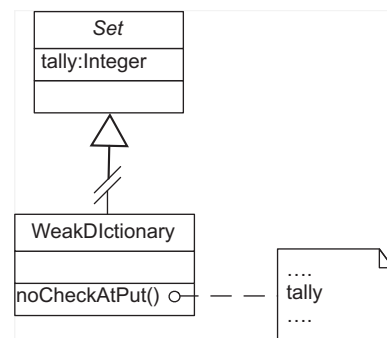 Set
tally:Integer
WeakDIctionary
noCheckAtPut()
....
tally
....